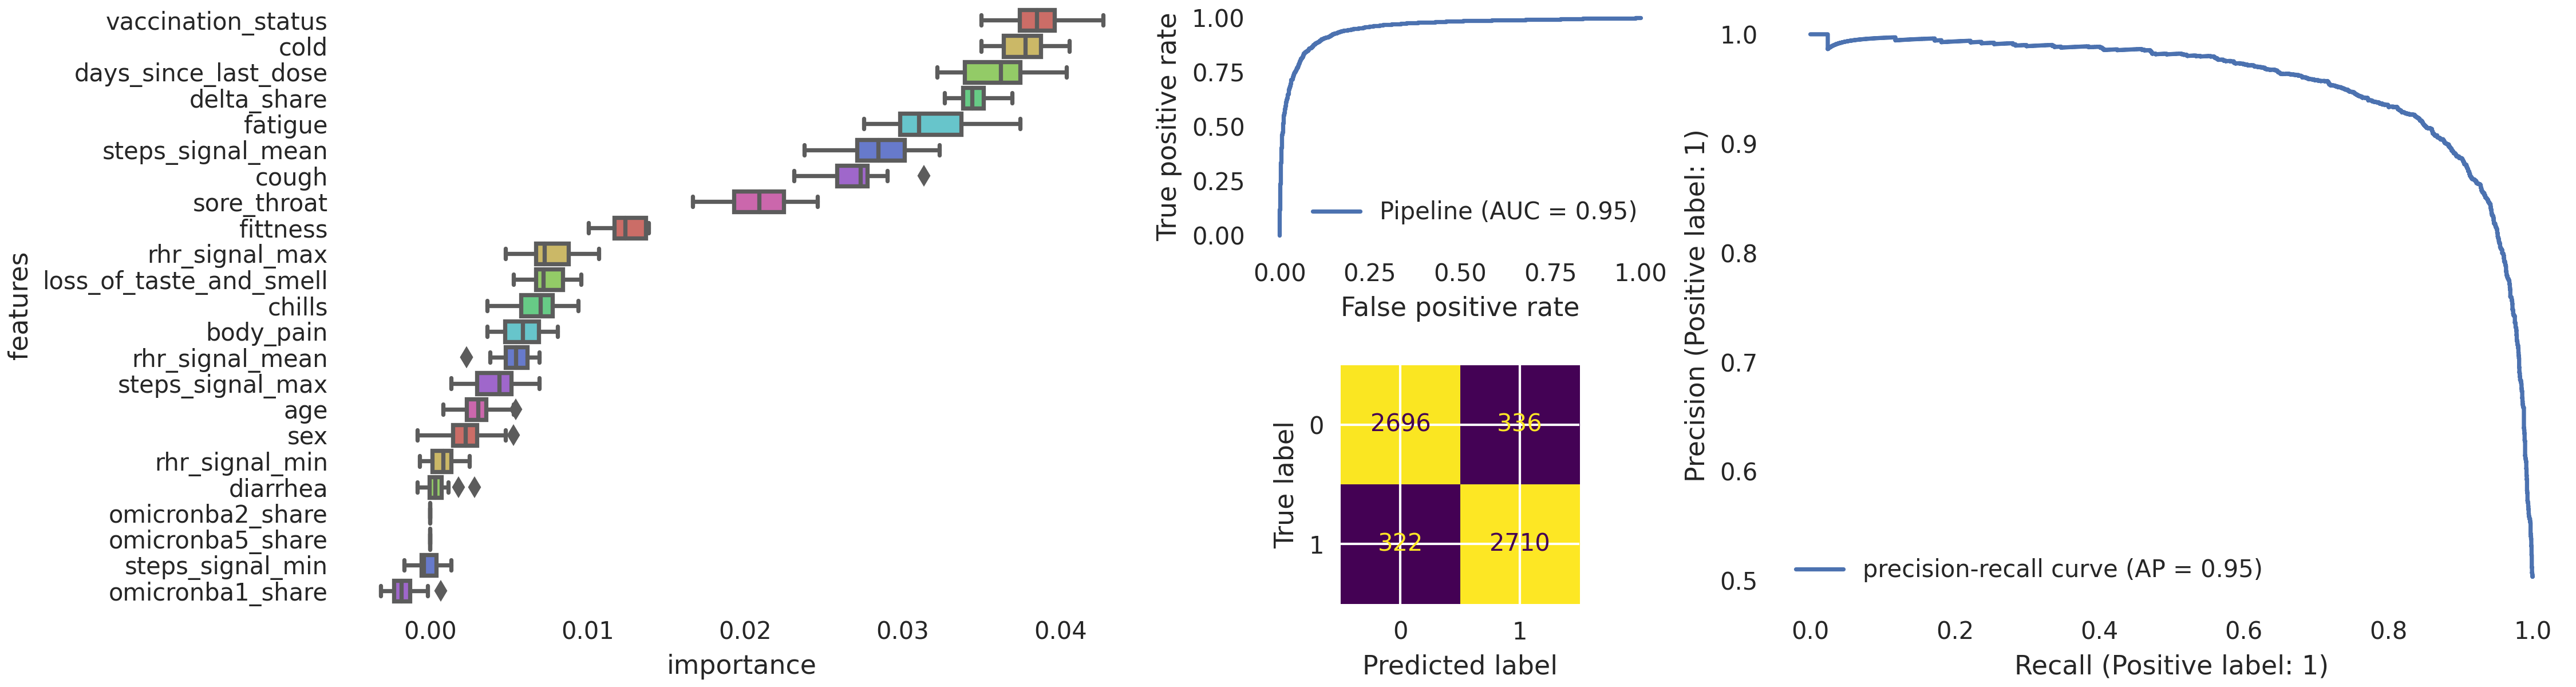 features
vaccination_status
cold
days_since_last_dose
delta_share
fatigue
steps_signal_mean
cough
sore_throat
fittness
rhr_signal_max
loss_of_taste_and_smell
chills
body_pain
rhr_signal_mean
steps_signal_max
age
sex
rhr_signal_min
diarrhea
omicronba2_share
omicronba5_share
steps_signal_min
omicronba1_share
0.00 0.01 0.02 0.03 0.04
importance
True positive rate
1.00
0.75
0.50
0.25
0.00
Pipeline (AUC = 0.95)
0.00 0.25 0.50 0.75 1.00
False positive rate
True label
0
1
2696 336
322 2710
0 1
Predicted label
Precision (Positive label: 1)
1.0
0.9
0.8
0.7
0.6
0.5
precision-recall curve (AP = 0.95)
0.0 0.2 0.4 0.6 0.8 1.0
Recall (Positive label: 1)